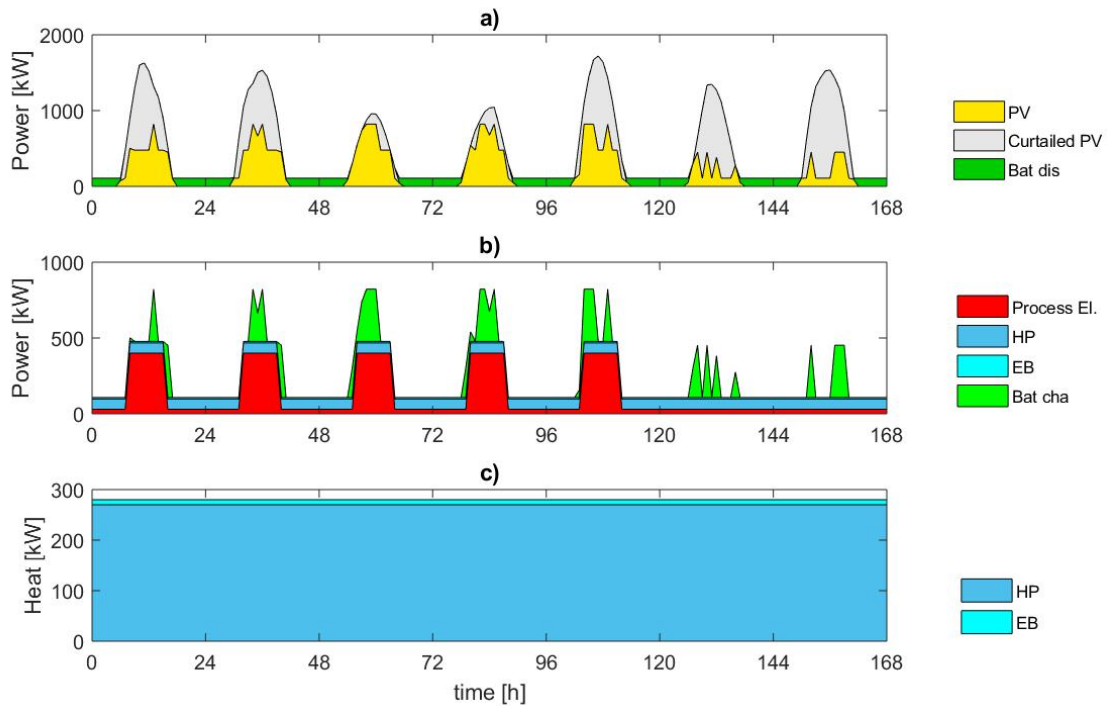 a)
Power [kW]
2000
1000
0
0 24 48 72 96 120 144 168
PV
Curtailed PV
Bat dis
b)
Power [kW]
1000
500
0
0 24 48 72 96 120 144 168
Process El.
HP
EB
Bat cha
c)
Heat [kW]
300
200
100
0
0 24 48 72 96 120 144 168
time [h]
HP
EB